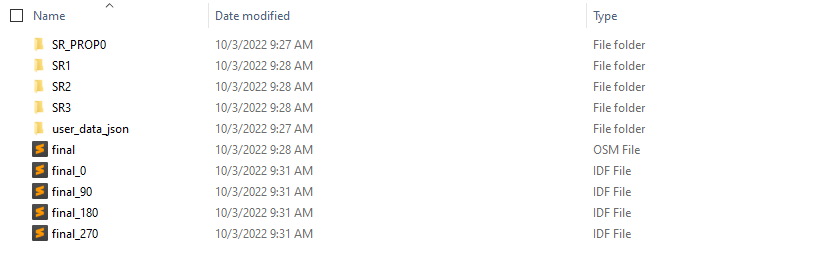 Name Date modified Type
SR_PROP0 10/3/2022 9:27 AM File folder
SR1 10/3/2022 9:28 AM File folder
SR2 10/3/2022 9:28 AM File folder
SR3 10/3/2022 9:28 AM File folder
user_data_json 10/3/2022 9:27 AM File folder
final 10/3/2022 9:28 AM OSM File
final_0 10/3/2022 9:31 AM IDF File
final_90 10/3/2022 9:31 AM IDF File
final_180 10/3/2022 9:31 AM IDF File
final_270 10/3/2022 9:31 AM IDF File